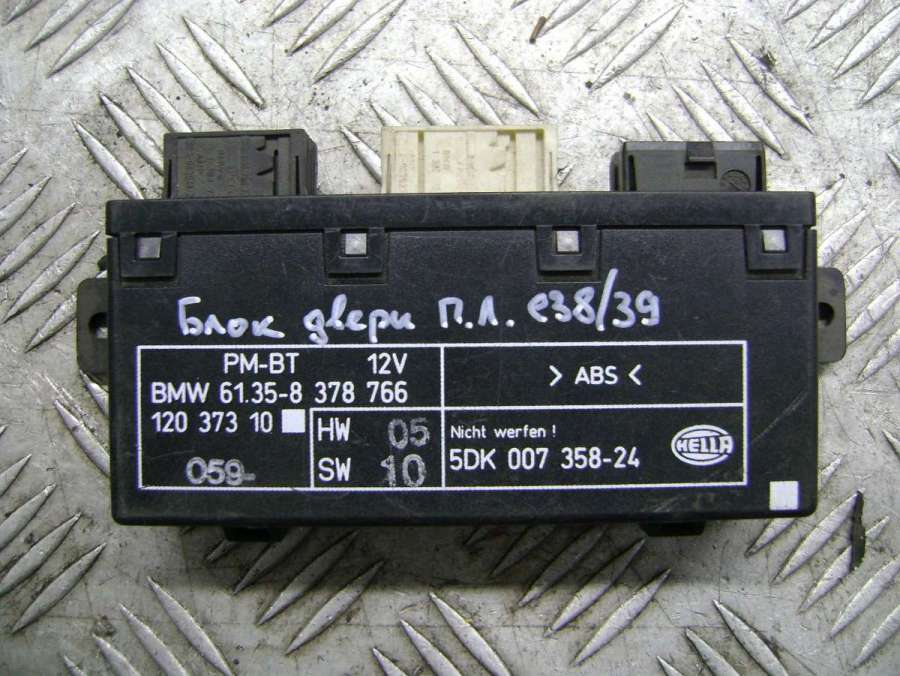 Блок двери П.Л. е38/39
PM-BT 12V
BMW 61.35-8 378 766
120 373 10
HW 05
059-
SW 10
> ABS <
Nicht werfen !
5DK 007 358-24
HELLA